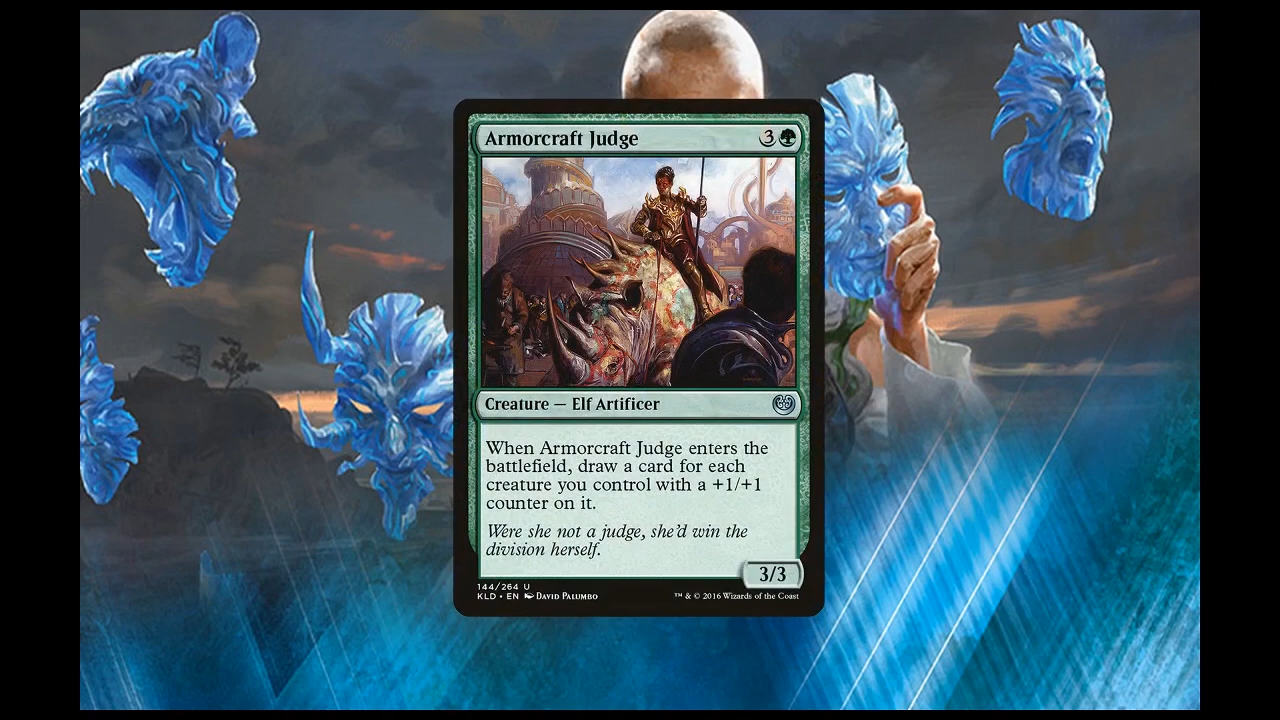 Armorcraft Judge 3
Creature — Elf Artificer
When Armorcraft Judge enters the
battlefield, draw a card for each
creature you control with a +1/+1
counter on it.
Were she not a judge, she'd win the
division herself.
3/3
144/264 U
KLD • EN David Palumbo
™ & © 2016 Wizards of the Coast